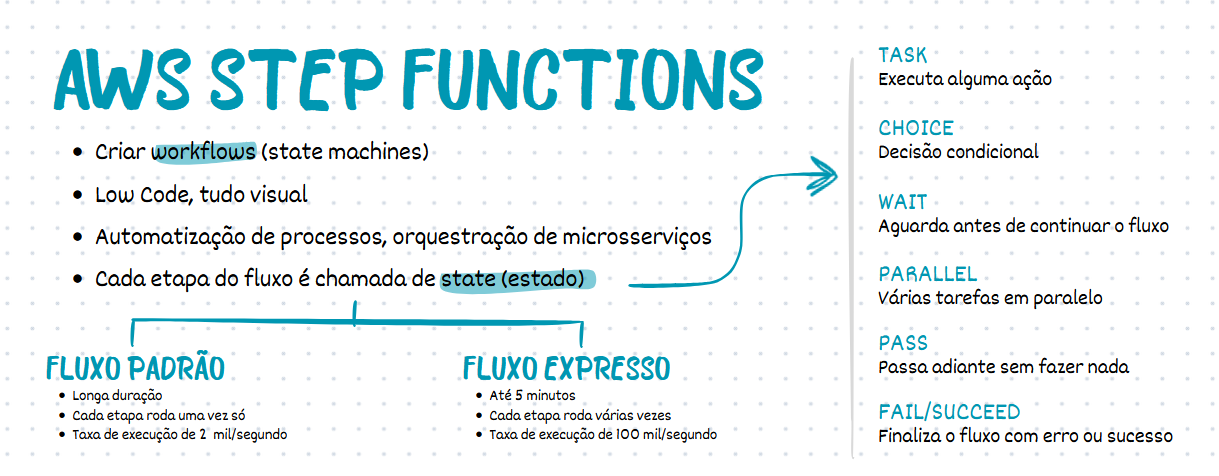 AWS STEP FUNCTIONS
• Criar workflows (state machines)
• Low Code, tudo visual
• Automatização de processos, orquestração de microsserviços
• Cada etapa do fluxo é chamada de state (estado)
FLUXO PADRÃO
• Longa duração
• Cada etapa roda uma vez só
• Taxa de execução de 2 mil/segundo
FLUXO EXPRESSO
• Até 5 minutos
• Cada etapa roda várias vezes
• Taxa de execução de 100 mil/segundo
TASK
Executa alguma ação
CHOICE
Decisão condicional
WAIT
Aguarda antes de continuar o fluxo
PARALLEL
Várias tarefas em paralelo
PASS
Passa adiante sem fazer nada
FAIL/SUCCEED
Finaliza o fluxo com erro ou sucesso